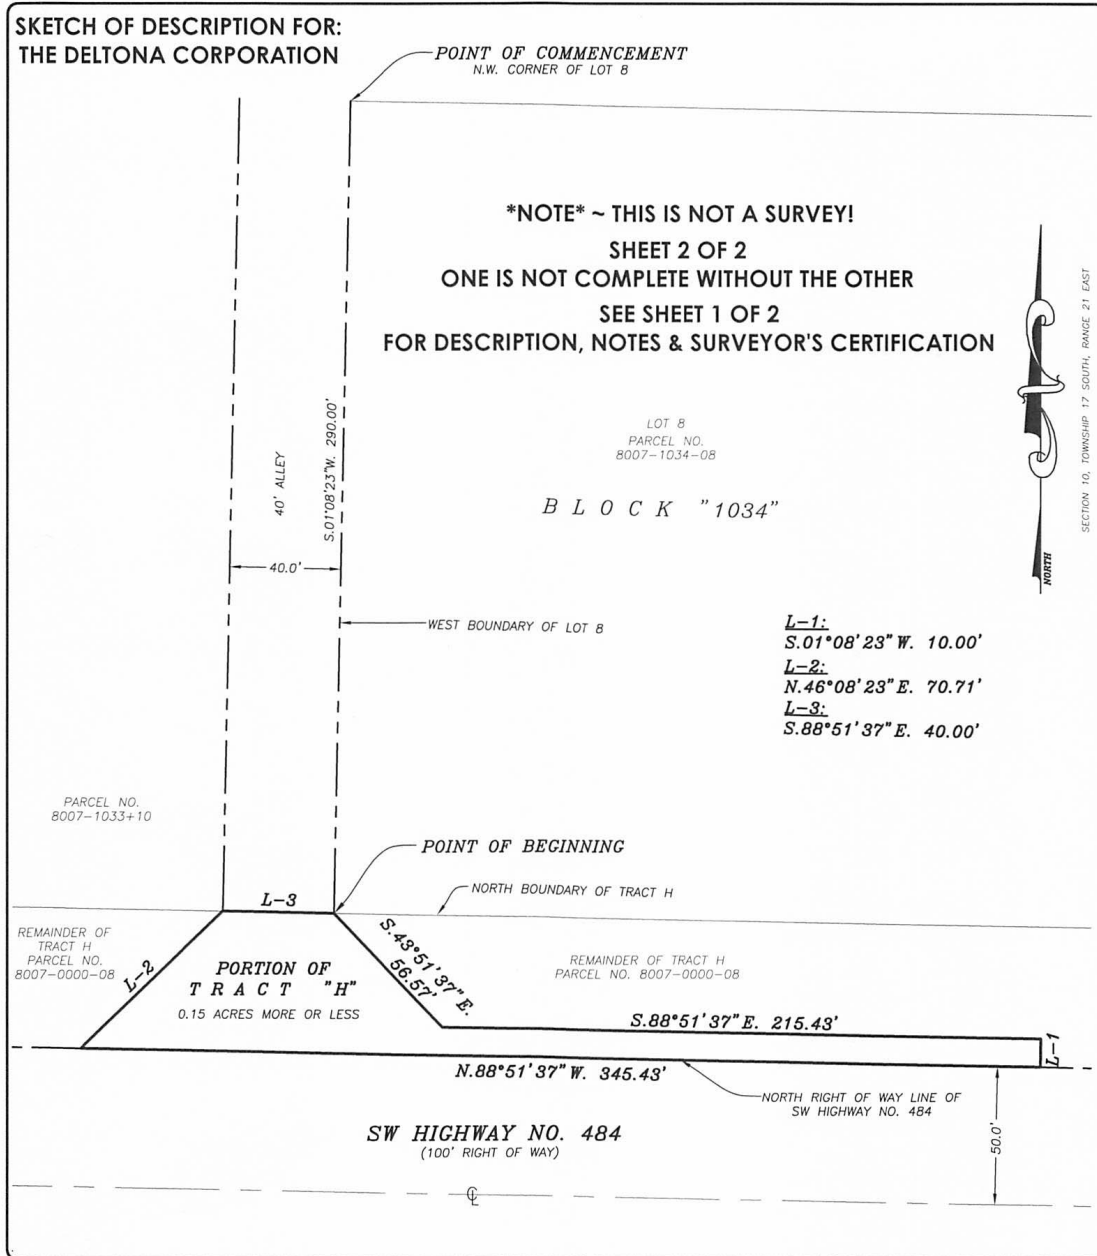 SKETCH OF DESCRIPTION FOR:
THE DELTONA CORPORATION
POINT OF COMMENCEMENT
N.W. CORNER OF LOT 8
*NOTE* ~ THIS IS NOT A SURVEY!
SHEET 2 OF 2
ONE IS NOT COMPLETE WITHOUT THE OTHER
SEE SHEET 1 OF 2
FOR DESCRIPTION, NOTES & SURVEYOR'S CERTIFICATION
SECTION 10, TOWNSHIP 17 SOUTH, RANGE 21 EAST
NORTH
LOT 8
PARCEL NO.
8007-1034-08
BLOCK "1034"
40' ALLEY
S.01°08'23"W. 290.00'
40.0'
WEST BOUNDARY OF LOT 8
L-1:
S.01°08'23"W. 10.00'
L-2:
N.46°08'23"E. 70.71'
L-3:
S.88°51'37"E. 40.00'
PARCEL NO.
8007-1033+10
POINT OF BEGINNING
NORTH BOUNDARY OF TRACT H
L-3
REMAINDER OF
TRACT H
PARCEL NO.
8007-0000-08
L-2
PORTION OF
TRACT "H"
0.15 ACRES MORE OR LESS
S.43°51'37"E.
56.57'
REMAINDER OF TRACT H
PARCEL NO. 8007-0000-08
S.88°51'37"E. 215.43'
L-1
N.88°51'37"W. 345.43'
NORTH RIGHT OF WAY LINE OF
SW HIGHWAY NO. 484
SW HIGHWAY NO. 484
(100' RIGHT OF WAY)
50.0'
℄